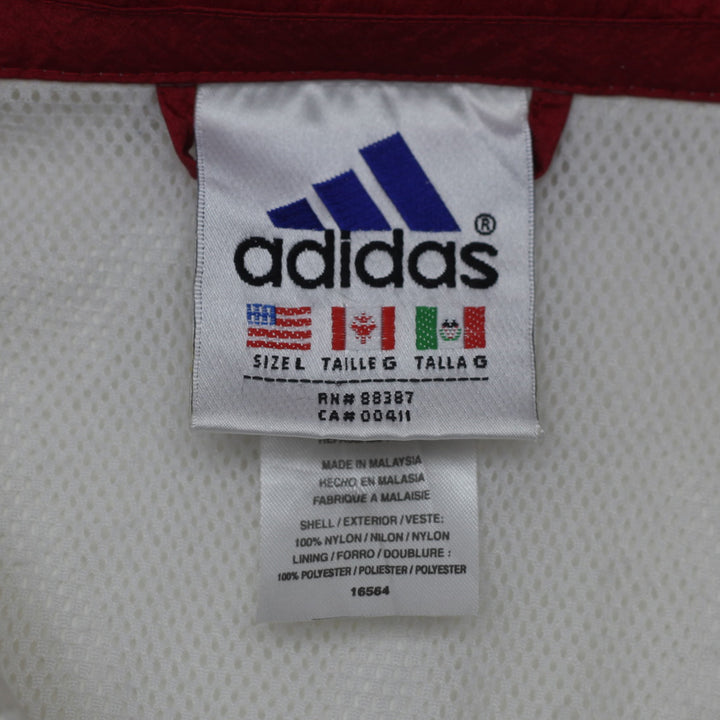 adidas®
SIZE L TAILLE G TALLA G
RN# 88387
CA# 00411
MADE IN MALAYSIA
HECHO EN MALASIA
FABRIQUE A MALAISIE
SHELL / EXTERIOR / VESTE:
100% NYLON / NILON / NYLON
LINING / FORRO / DOUBLURE :
100% POLYESTER / POLIESTER / POLYESTER
16564